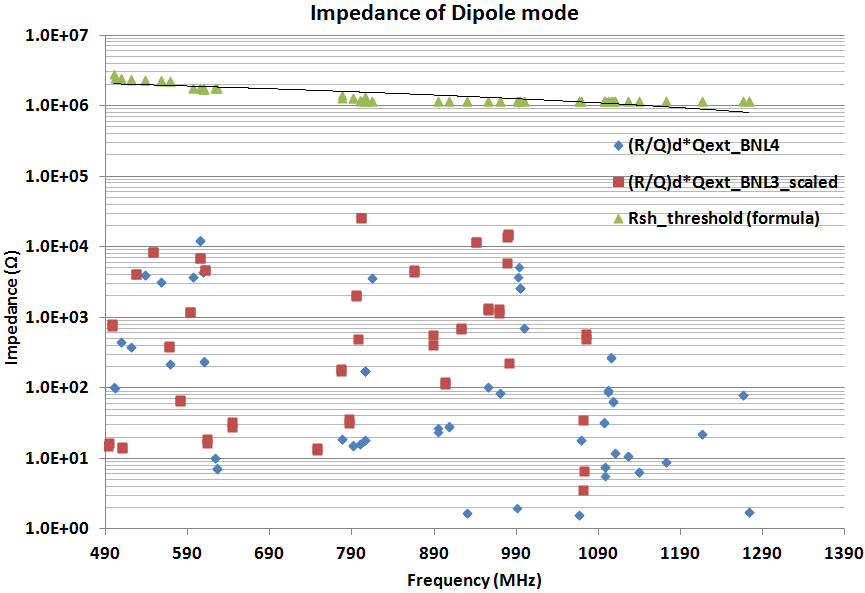 Impedance of Dipole mode
1.0E+07
1.0E+06
1.0E+05
1.0E+04
1.0E+03
1.0E+02
1.0E+01
1.0E+00
Impedance (Ω)
(R/Q)d*Qext_BNL4
(R/Q)d*Qext_BNL3_scaled
Rsh_threshold (formula)
490 590 690 790 890 990 1090 1190 1290 1390
Frequency (MHz)